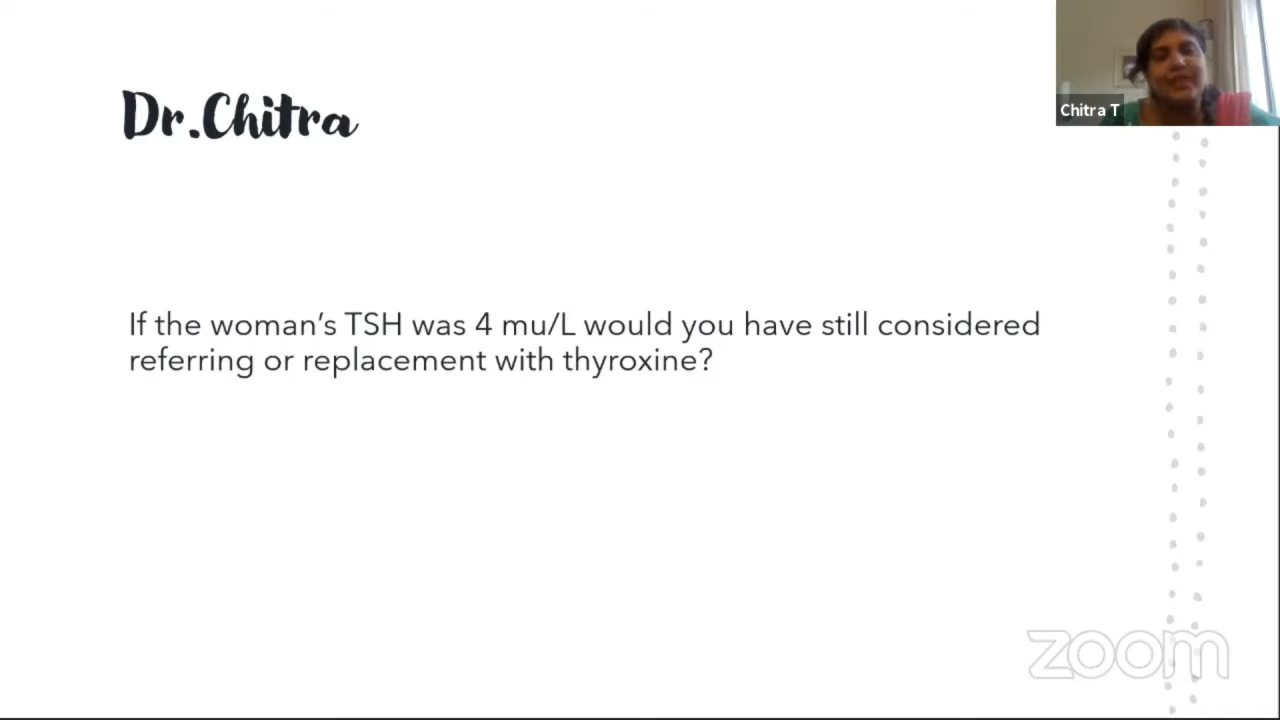 Dr.Chitra
Chitra T
If the woman's TSH was 4 mu/L would you have still considered
referring or replacement with thyroxine?
zoom